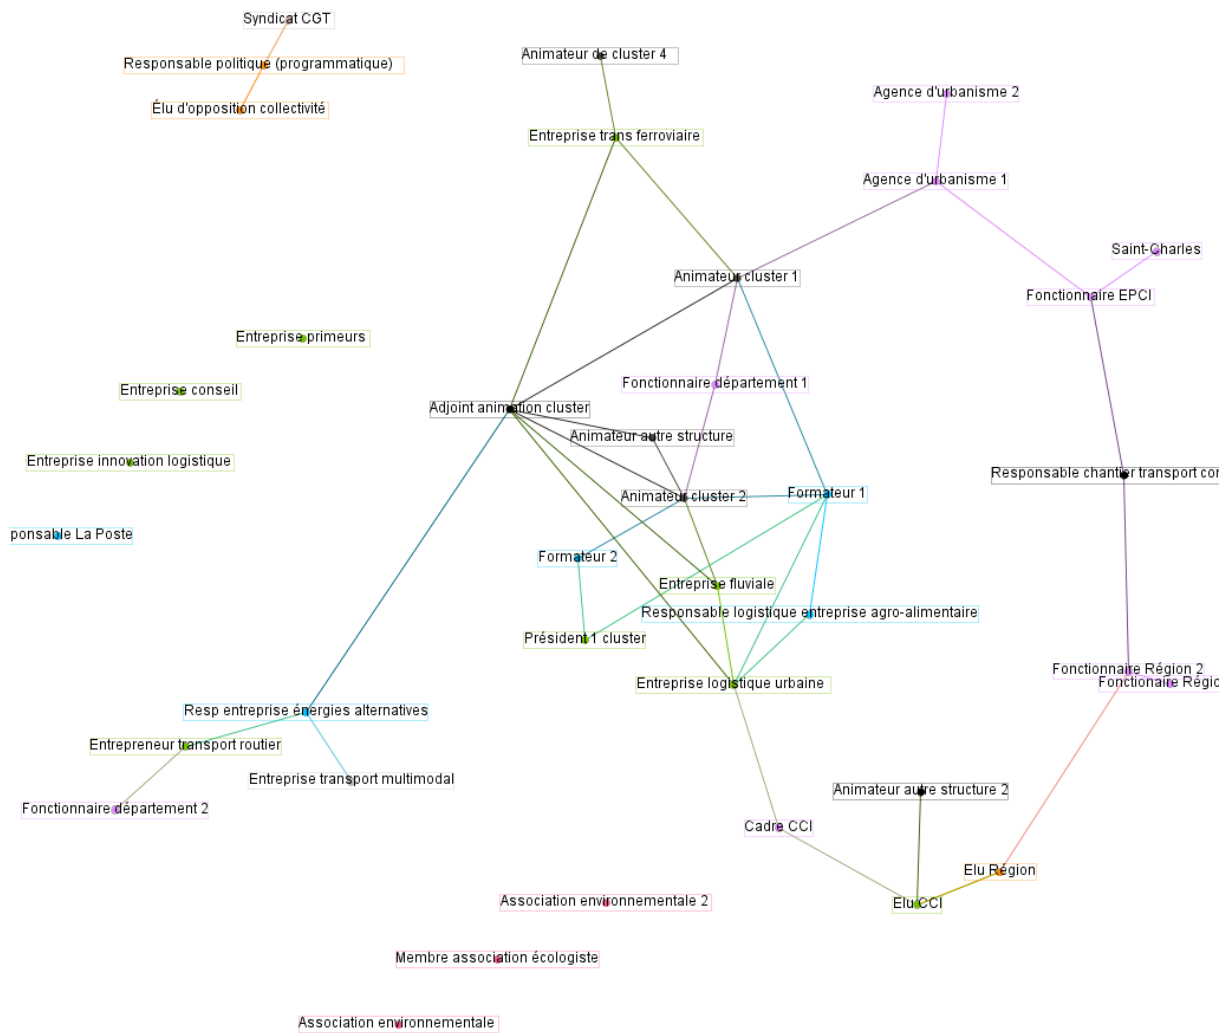 Syndicat CGT
Animateur de cluster 4
Responsable politique (programmatique)
Agence d'urbanisme 2
Élu d'opposition collectivité
Entreprise trans ferroviaire
Agence d'urbanisme 1
Saint-Charles
Animateur cluster 1
Fonctionnaire EPCI
Entreprise primeurs
Fonctionnaire département 1
Entreprise conseil
Adjoint animation cluster
Animateur autre structure
Entreprise innovation logistique
Responsable chantier transport com
Animateur cluster 2
Formateur 1
ponsable La Poste
Formateur 2
Entreprise fluviale
Responsable logistique entreprise agro-alimentaire
Président 1 cluster
Fonctionnaire Région 2
Entreprise logistique urbaine
Fonctionaire Régio
Resp entreprise énergies alternatives
Entrepreneur transport routier
Entreprise transport multimodal
Animateur autre structure 2
Fonctionnaire département 2
Cadre CCI
Elu Région
Association environnementale 2
Elu CCI
Membre association écologiste
Association environnementale